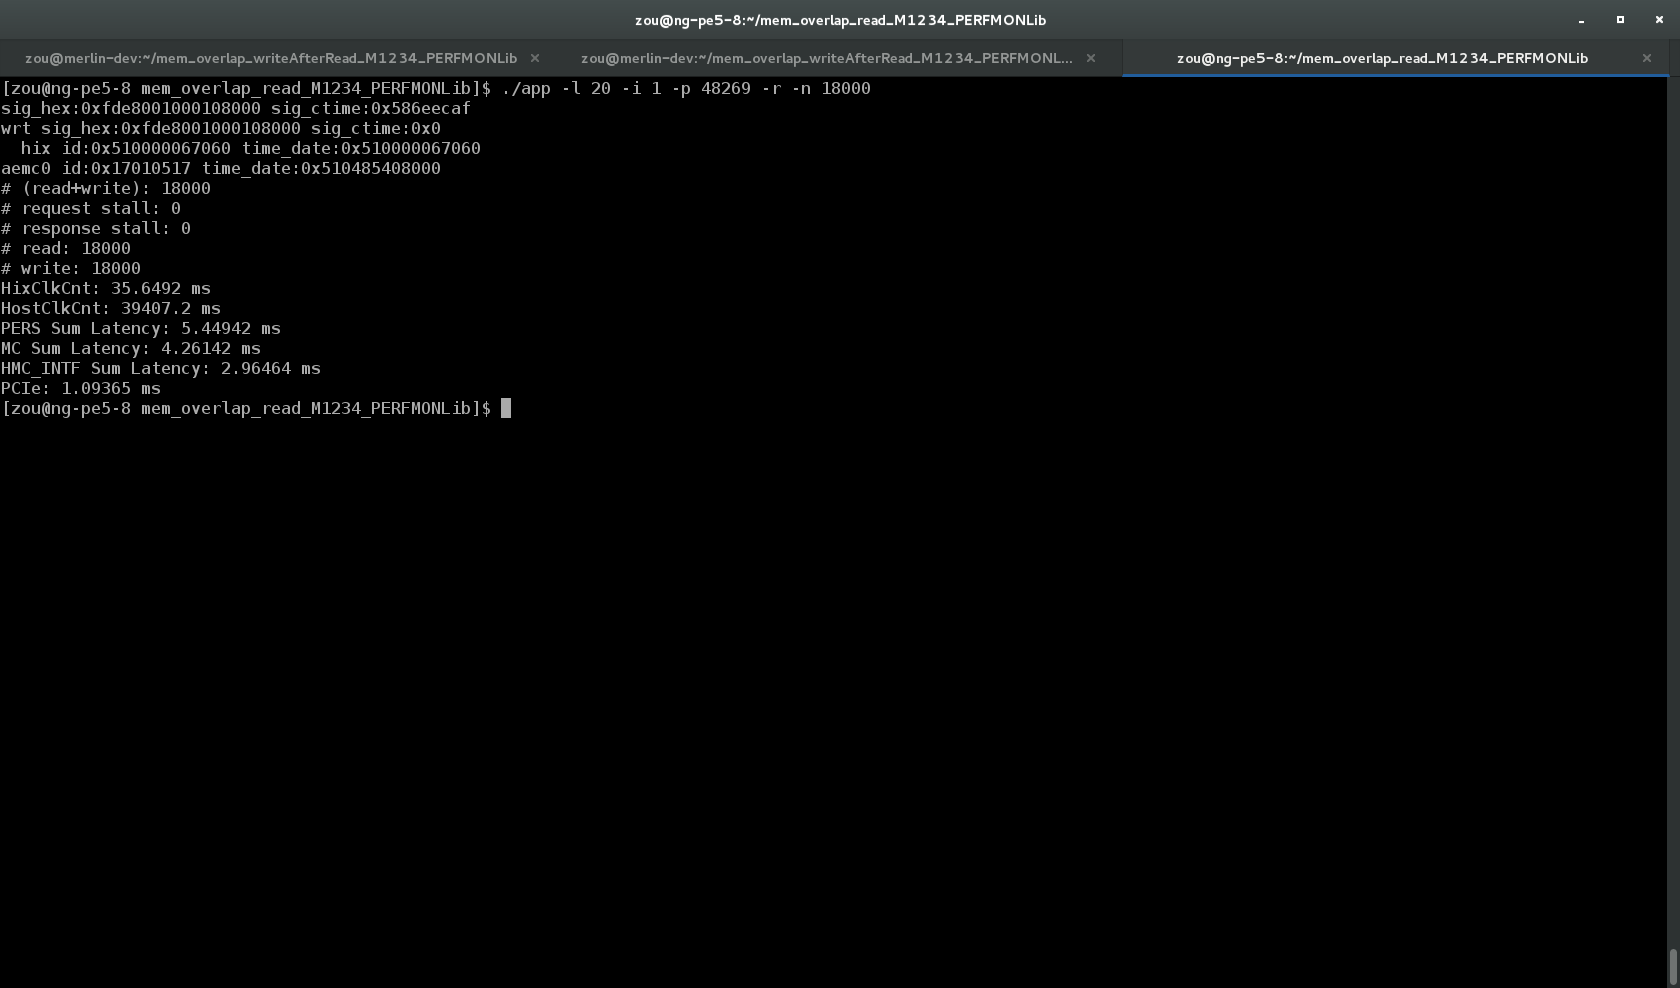 zou@ng-pe5-8:~/mem_overlap_read_M1234_PERFMONLib
zou@merlin-dev:~/mem_overlap_writeAfterRead_M1234_PERFMONLib
zou@merlin-dev:~/mem_overlap_writeAfterRead_M1234_PERFMONL...
zou@ng-pe5-8:~/mem_overlap_read_M1234_PERFMONLib
[zou@ng-pe5-8 mem_overlap_read_M1234_PERFMONLib]$ ./app -l 20 -i 1 -p 48269 -r -n 18000
sig_hex:0xfde8001000108000 sig_ctime:0x586eecaf
wrt sig_hex:0xfde8001000108000 sig_ctime:0x0
  hix id:0x510000067060 time_date:0x510000067060
aemc0 id:0x17010517 time_date:0x510485408000
# (read+write): 18000
# request stall: 0
# response stall: 0
# read: 18000
# write: 18000
HixClkCnt: 35.6492 ms
HostClkCnt: 39407.2 ms
PERS Sum Latency: 5.44942 ms
MC Sum Latency: 4.26142 ms
HMC_INTF Sum Latency: 2.96464 ms
PCIe: 1.09365 ms
[zou@ng-pe5-8 mem_overlap_read_M1234_PERFMONLib]$